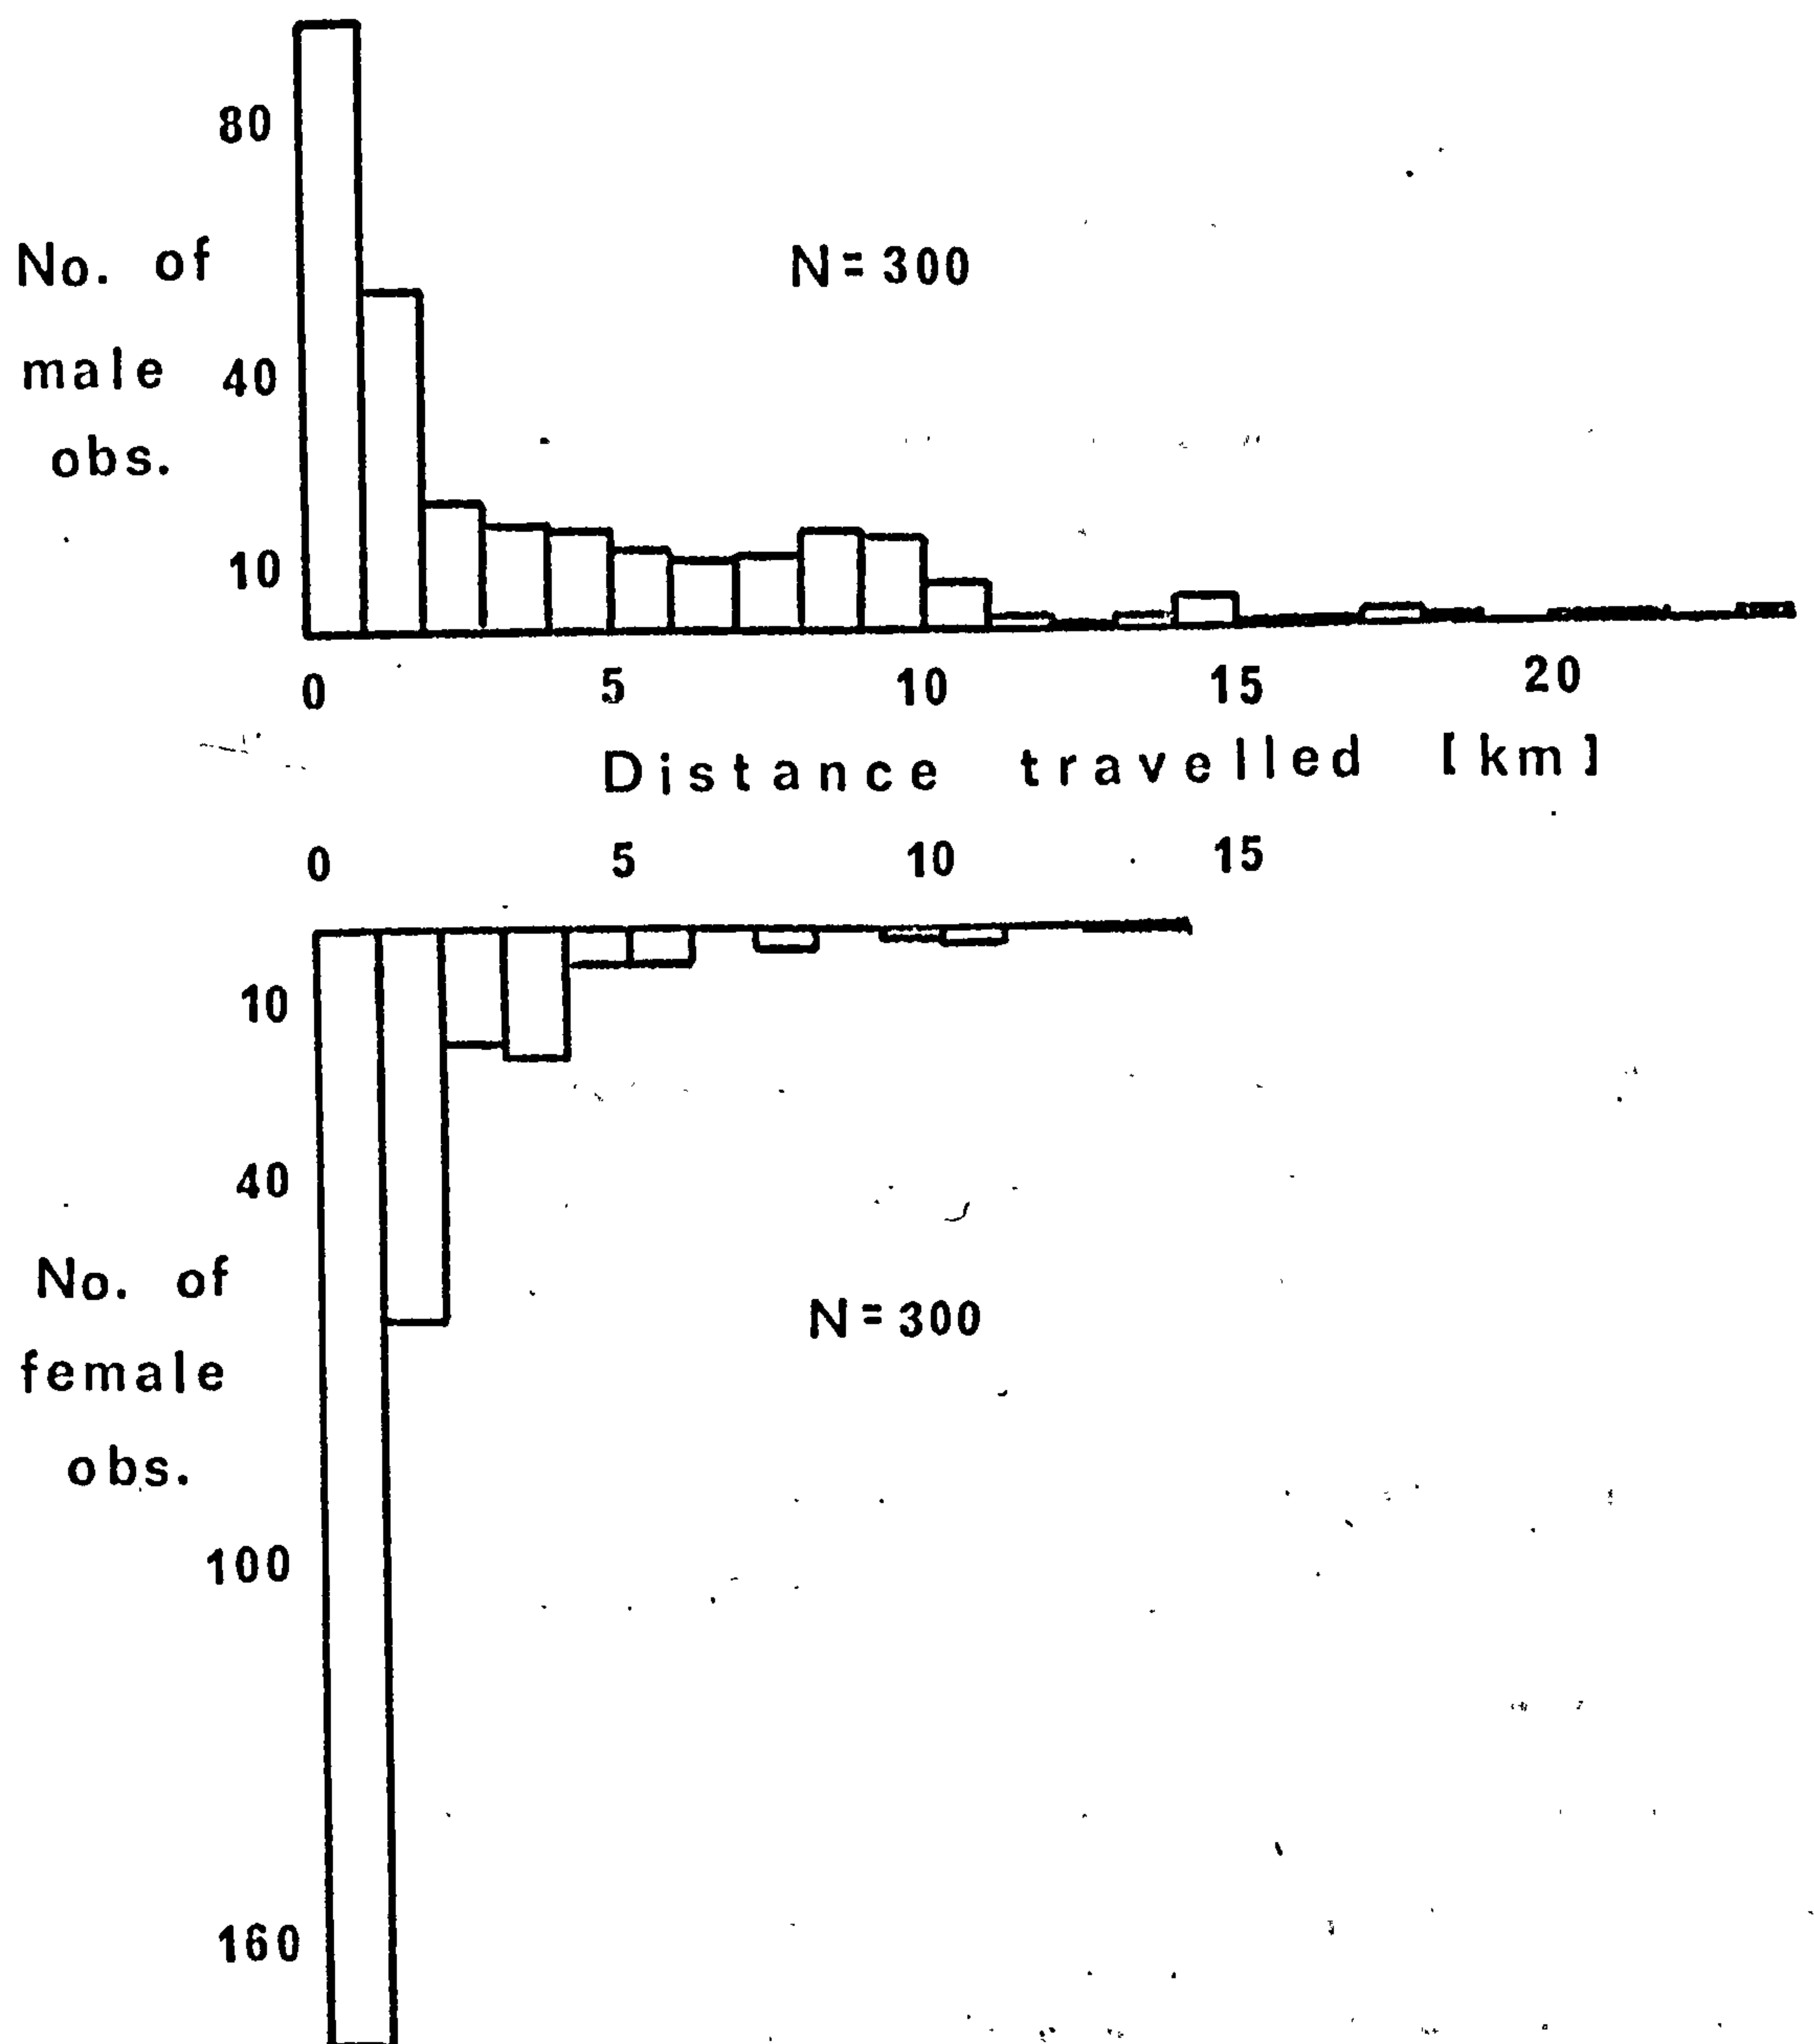 80
No. of
N=300
male
40
obs.
10
0 5 10 15 20
Distance travelled [km]
0 5 10 15
10
40
No. of
N=300
female
obs.
100
160